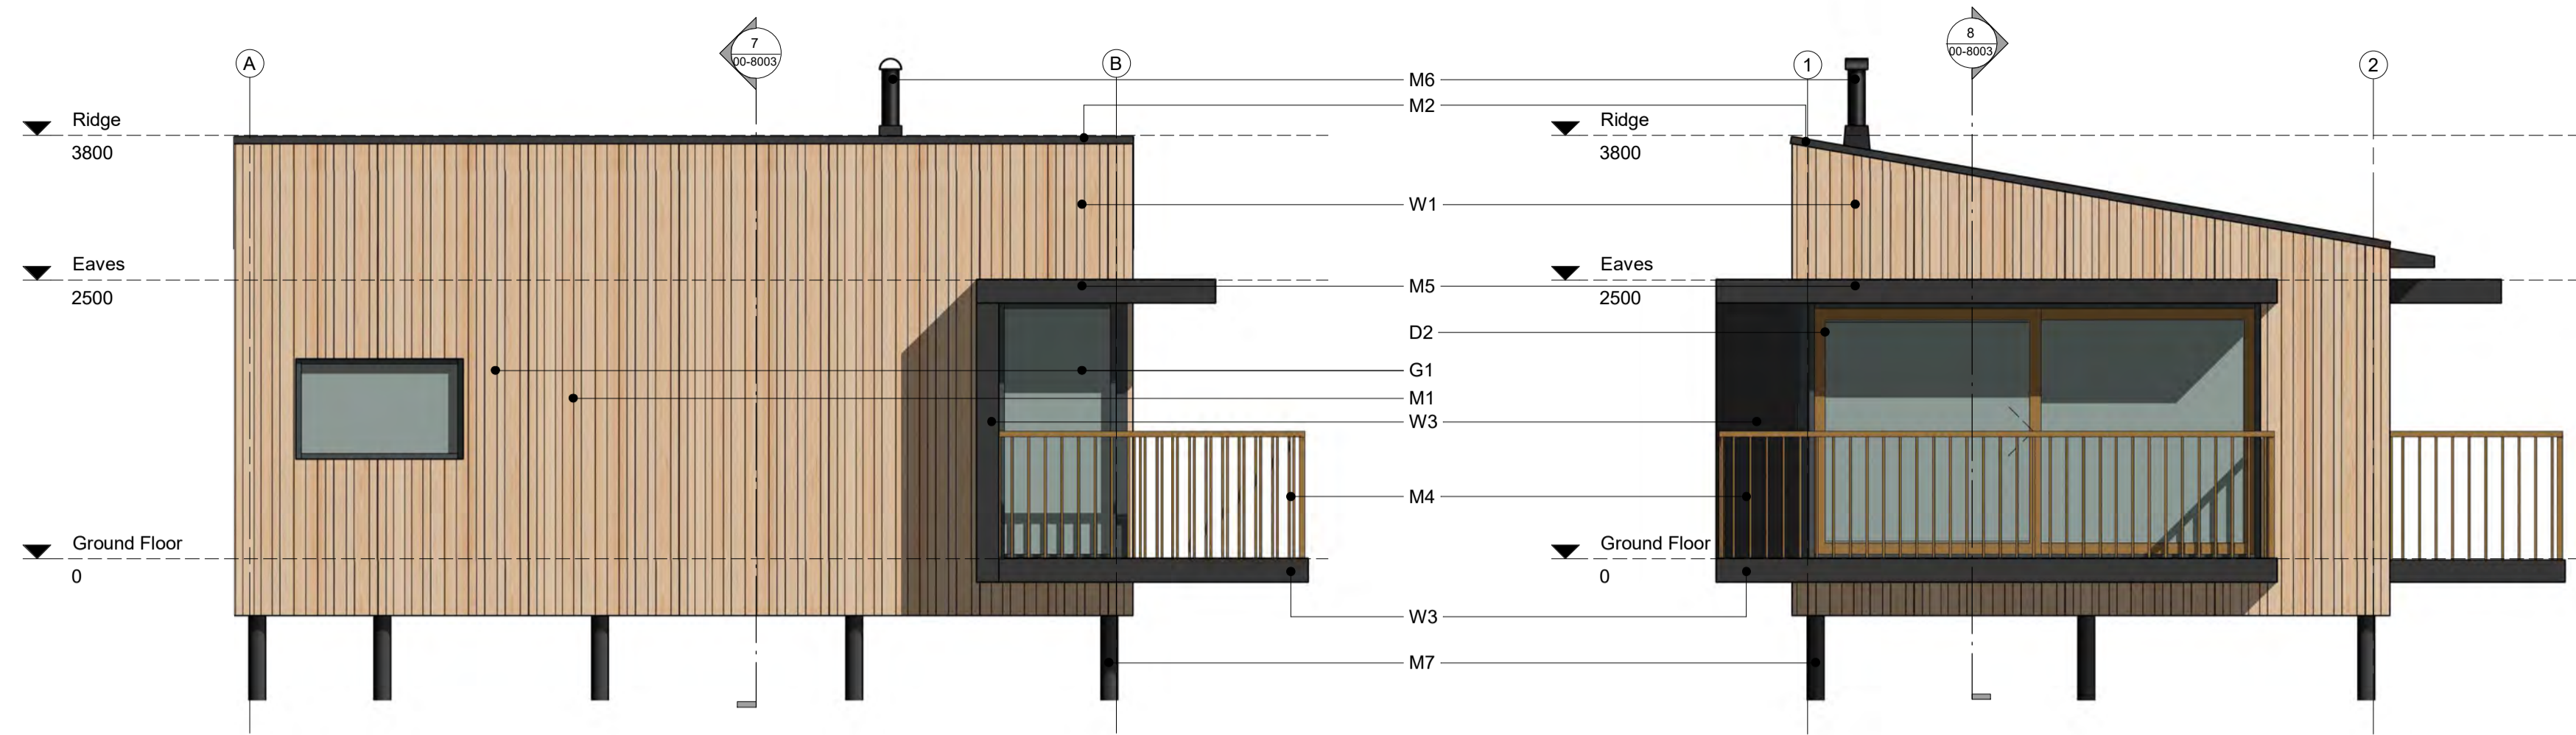 7
00-8003
8
00-8003
A
B
1
2
M6
M2
Ridge
3800
Ridge
3800
W1
Eaves
2500
Eaves
2500
M5
D2
G1
M1
W3
M4
Ground Floor
0
Ground Floor
0
W3
M7